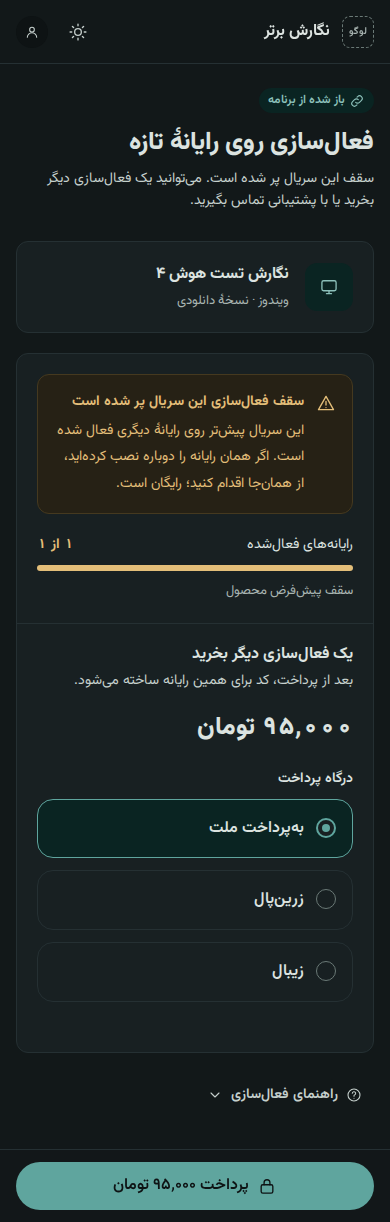 لوگو
نگارش برتر
باز شده از برنامه
فعال‌سازی روی رایانهٔ تازه
سقف این سریال پر شده است. می‌توانید یک فعال‌سازی دیگر
بخرید یا با پشتیبانی تماس بگیرید.
نگارش تست هوش ۴
ویندوز · نسخهٔ دانلودی
سقف فعال‌سازی این سریال پر شده است
این سریال پیش‌تر روی رایانهٔ دیگری فعال شده
است. اگر همان رایانه را دوباره نصب کرده‌اید،
از همان‌جا اقدام کنید؛ رایگان است.
رایانه‌های فعال‌شده
۱ از ۱
سقف پیش‌فرض محصول
یک فعال‌سازی دیگر بخرید
بعد از پرداخت، کد برای همین رایانه ساخته می‌شود.
۹۵,۰۰۰ تومان
درگاه پرداخت
به‌پرداخت ملت
زرین‌پال
زیبال
راهنمای فعال‌سازی
پرداخت ۹۵,۰۰۰ تومان